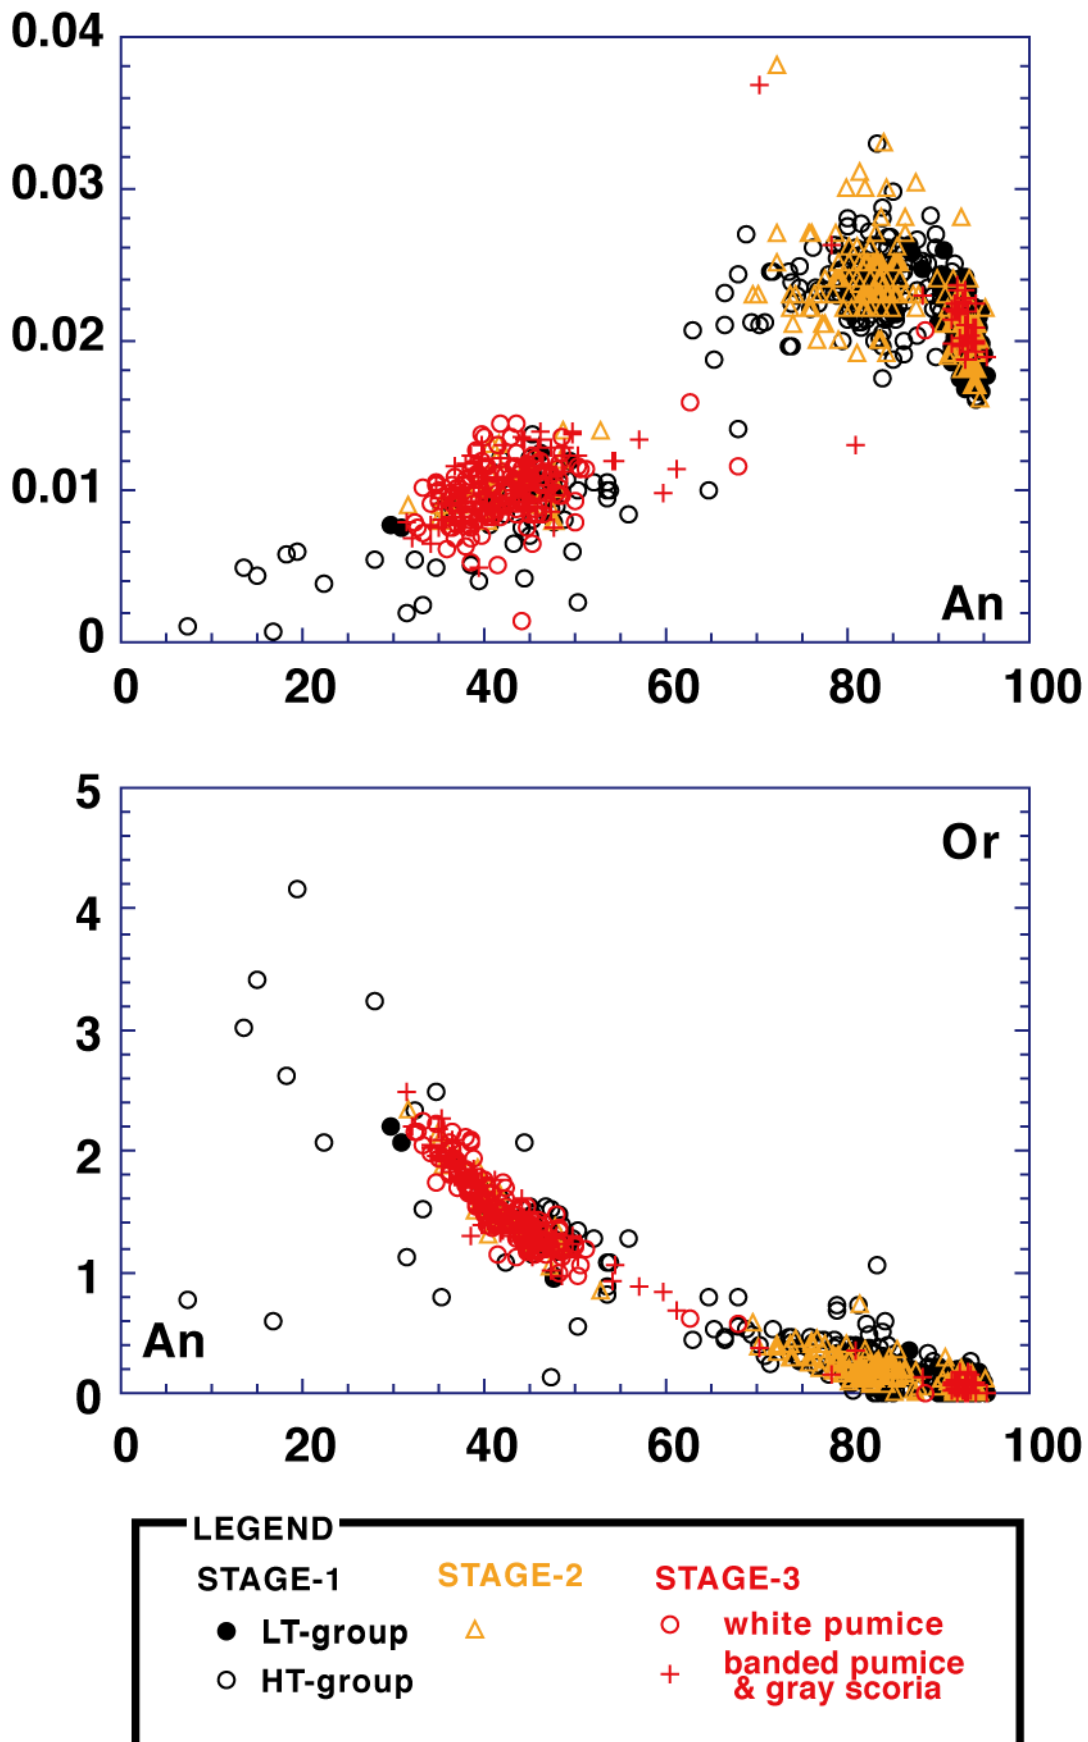 0.04
0.03
0.02
0.01
0
An
0 20 40 60 80 100
5
Or
4
3
2
1
An
0
0 20 40 60 80 100
LEGEND
STAGE-1 STAGE-2 STAGE-3
LT-group white pumice
HT-group banded pumice
& gray scoria